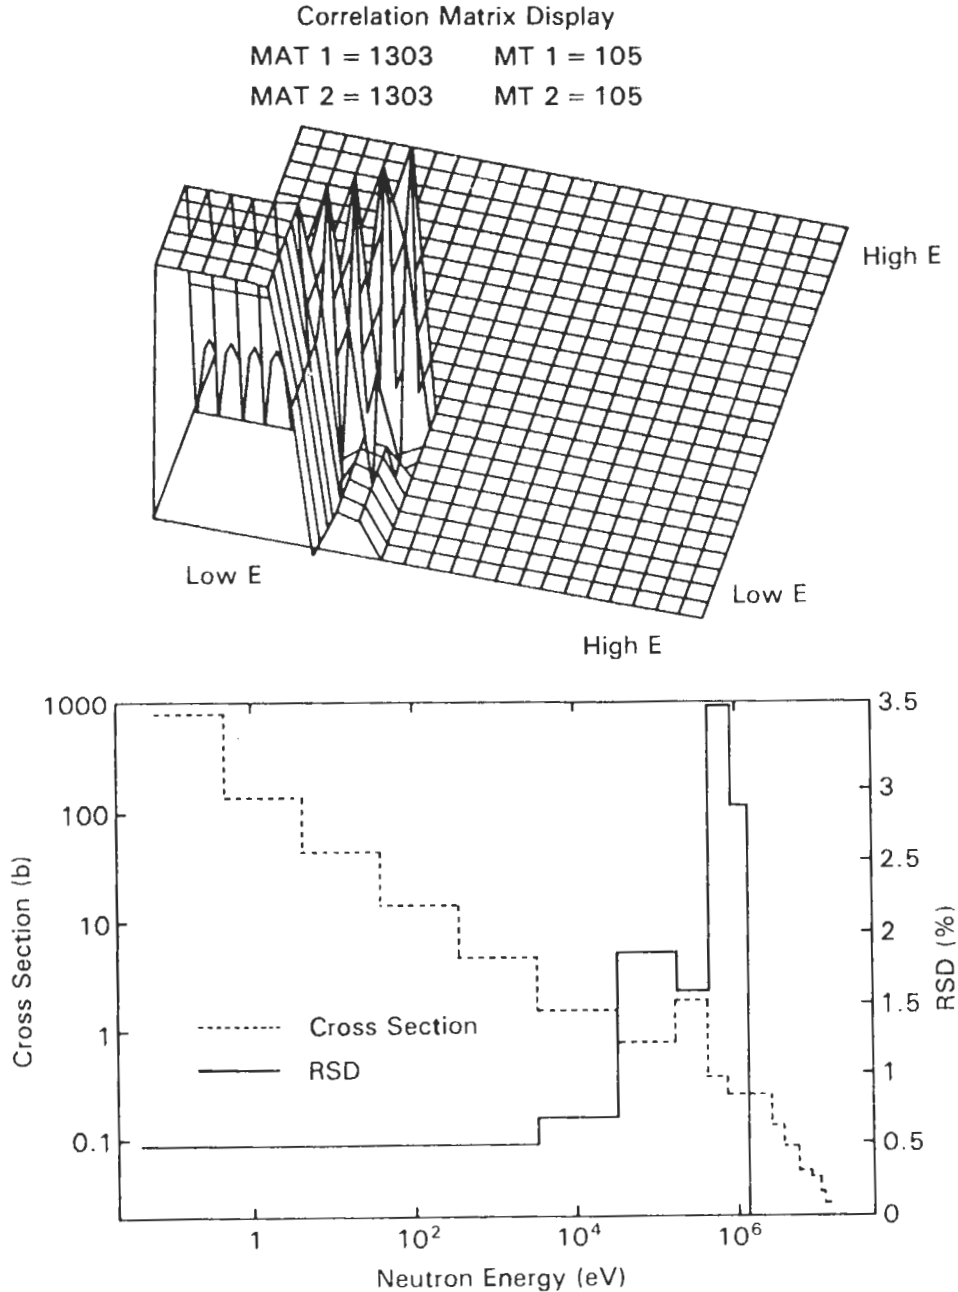 Correlation Matrix Display
MAT 1 = 1303 MT 1 = 105
MAT 2 = 1303 MT 2 = 105
High E
Low E
Low E
High E
1000
100
10
1
0.1
Cross Section (b)
3.5
3
2.5
2
1.5
1
0.5
0
RSD (%)
Cross Section
RSD
1 10² 10⁴ 10⁶
Neutron Energy (eV)